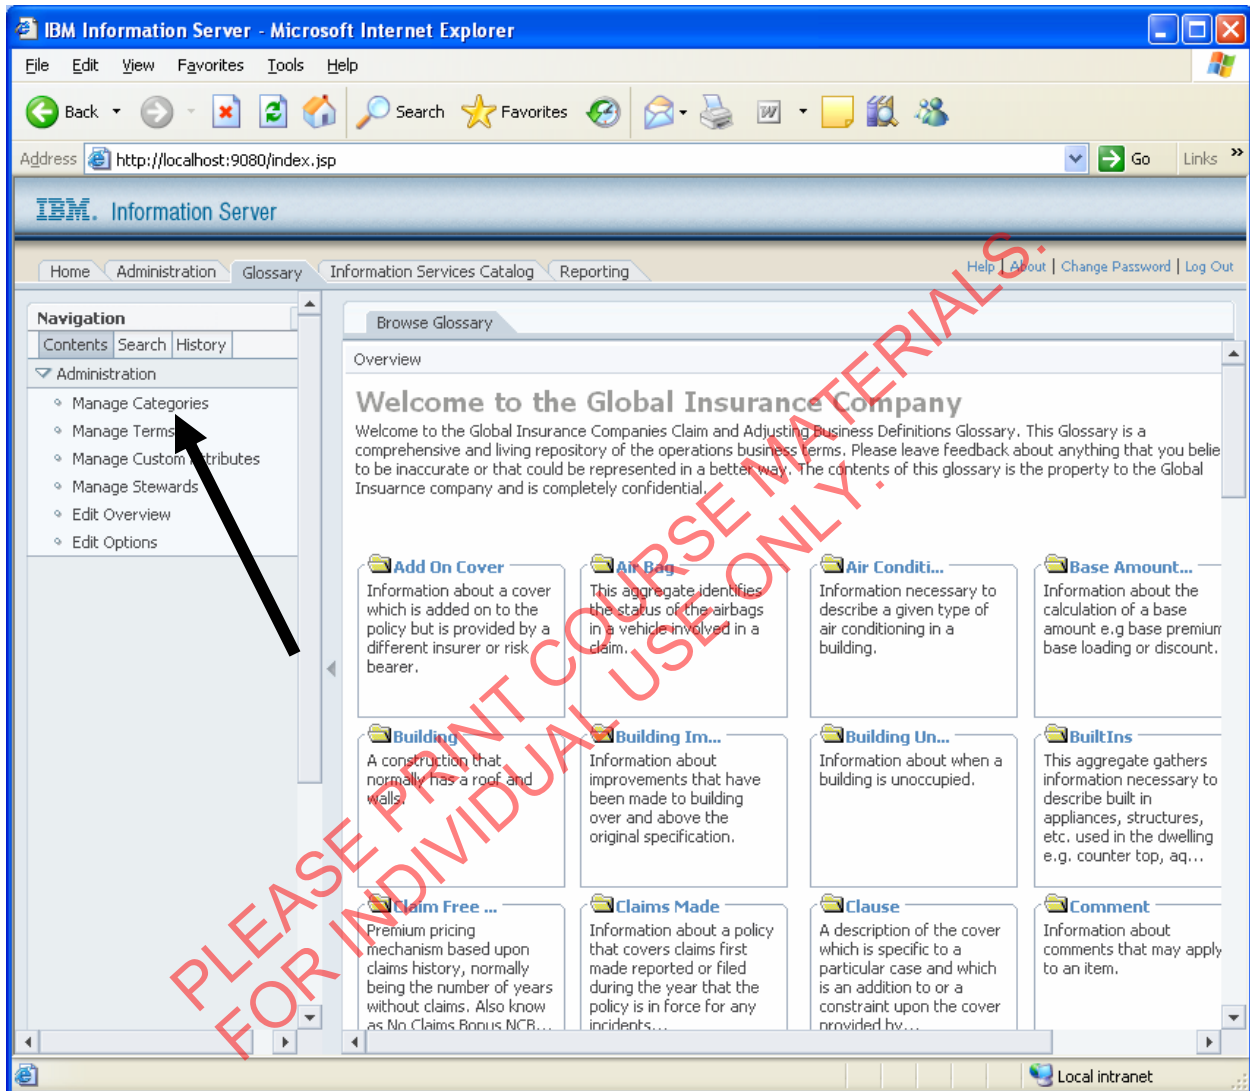 IBM Information Server - Microsoft Internet Explorer
File Edit View Favorites Tools Help
Back Search Favorites
Address http://localhost:9080/index.jsp Go Links »
IBM. Information Server
Home Administration Glossary Information Services Catalog Reporting Help | About | Change Password | Log Out
Navigation
Contents Search History
Administration
Manage Categories
Manage Terms
Manage Custom Attributes
Manage Stewards
Edit Overview
Edit Options
Browse Glossary
Overview
Welcome to the Global Insurance Company
Welcome to the Global Insurance Companies Claim and Adjusting Business Definitions Glossary. This Glossary is a
comprehensive and living repository of the operations business terms. Please leave feedback about anything that you belie
to be inaccurate or that could be represented in a better way. The contents of this glossary is the property to the Global
Insuarnce company and is completely confidential.
Add On Cover
Information about a cover
which is added on to the
policy but is provided by a
different insurer or risk
bearer.
Air Bag
This aggregate identifies
the status of the airbags
in a vehicle involved in a
claim.
Air Conditi...
Information necessary to
describe a given type of
air conditioning in a
building.
Base Amount...
Information about the
calculation of a base
amount e.g base premium
base loading or discount.
Building
A construction that
normally has a roof and
walls.
Building Im...
Information about
improvements that have
been made to building
over and above the
original specification.
Building Un...
Information about when a
building is unoccupied.
BuiltIns
This aggregate gathers
information necessary to
describe built in
appliances, structures,
etc. used in the dwelling
e.g. counter top, aq...
Claim Free ...
Premium pricing
mechanism based upon
claims history, normally
being the number of years
without claims. Also know
as No Claims Bonus NCB...
Claims Made
Information about a policy
that covers claims first
made reported or filed
during the year that the
policy is in force for any
incidents...
Clause
A description of the cover
which is specific to a
particular case and which
is an addition to or a
constraint upon the cover
provided by...
Comment
Information about
comments that may apply
to an item.
PLEASE PRINT COURSE MATERIALS.
FOR INDIVIDUAL USE ONLY.
Local intranet